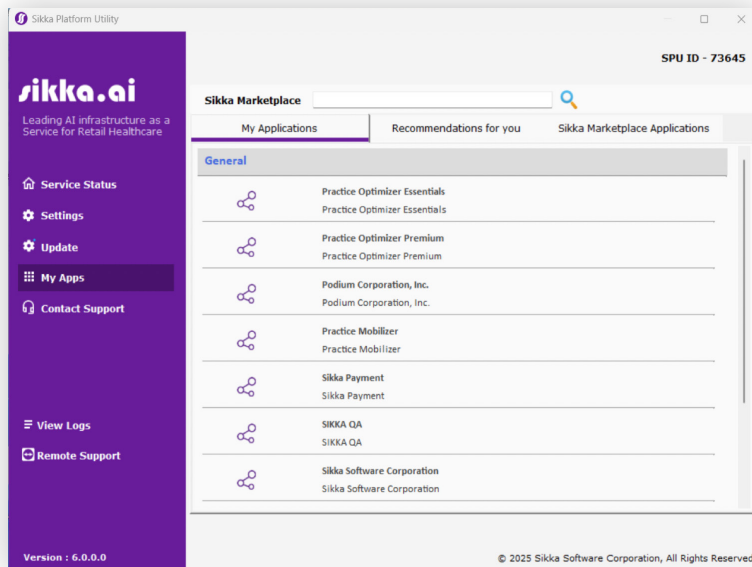 Sikka Platform Utility
SPU ID - 73645
sikka.ai
Leading AI infrastructure as a
Service for Retail Healthcare
Service Status
Settings
Update
My Apps
Contact Support
View Logs
Remote Support
Version : 6.0.0.0
Sikka Marketplace
My Applications
Recommendations for you
Sikka Marketplace Applications
General
Practice Optimizer Essentials
Practice Optimizer Essentials
Practice Optimizer Premium
Practice Optimizer Premium
Podium Corporation, Inc.
Podium Corporation, Inc.
Practice Mobilizer
Practice Mobilizer
Sikka Payment
Sikka Payment
SIKKA QA
SIKKA QA
Sikka Software Corporation
Sikka Software Corporation
© 2025 Sikka Software Corporation, All Rights Reserved